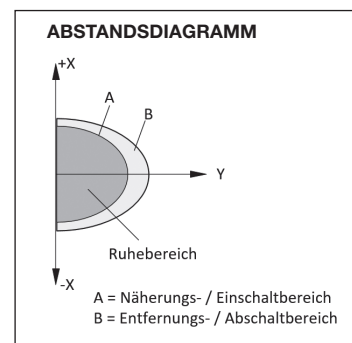 ABSTANDSDIAGRAMM
+X
A
B
Y
Ruhebereich
-X
A = Näherungs- / Einschaltbereich
B = Entfernungs- / Abschaltbereich